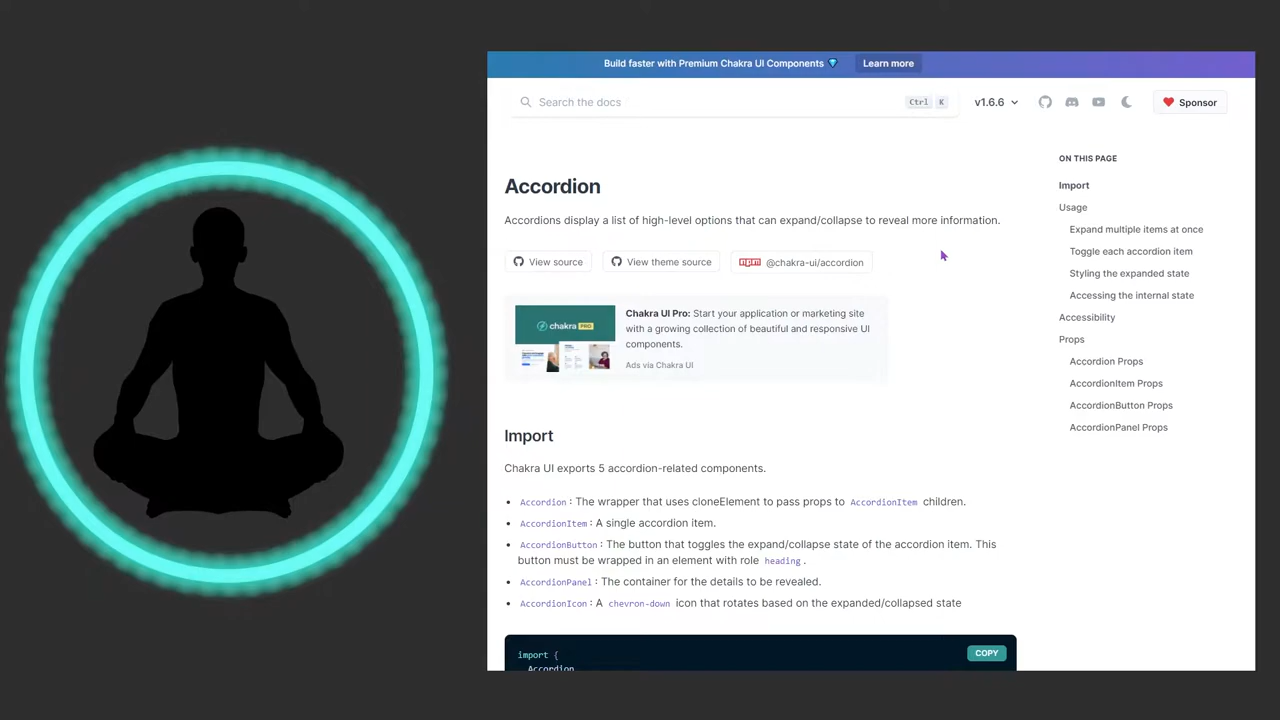 Build faster with Premium Chakra UI Components 💎 Learn more
Search the docs Ctrl K v1.6.6 Sponsor
Accordion
Accordions display a list of high-level options that can expand/collapse to reveal more information.
View source View theme source npm @chakra-ui/accordion
chakra PRO
Chakra UI Pro: Start your application or marketing site
with a growing collection of beautiful and responsive UI
components.
Ads via Chakra UI
Import
Chakra UI exports 5 accordion-related components.
• Accordion : The wrapper that uses cloneElement to pass props to AccordionItem children.
• AccordionItem : A single accordion item.
• AccordionButton : The button that toggles the expand/collapse state of the accordion item. This
button must be wrapped in an element with role heading .
• AccordionPanel : The container for the details to be revealed.
• AccordionIcon : A chevron-down icon that rotates based on the expanded/collapsed state
import {
Accordion
COPY
ON THIS PAGE
Import
Usage
Expand multiple items at once
Toggle each accordion item
Styling the expanded state
Accessing the internal state
Accessibility
Props
Accordion Props
AccordionItem Props
AccordionButton Props
AccordionPanel Props